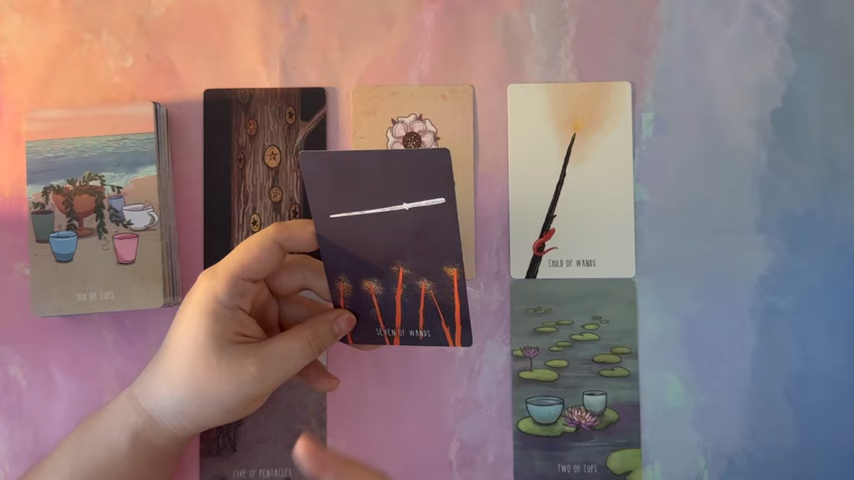 SIX OF CUPS
SEVEN OF WANDS
CHILD OF WANDS
FIVE OF PENTACLES
TWO OF CUPS